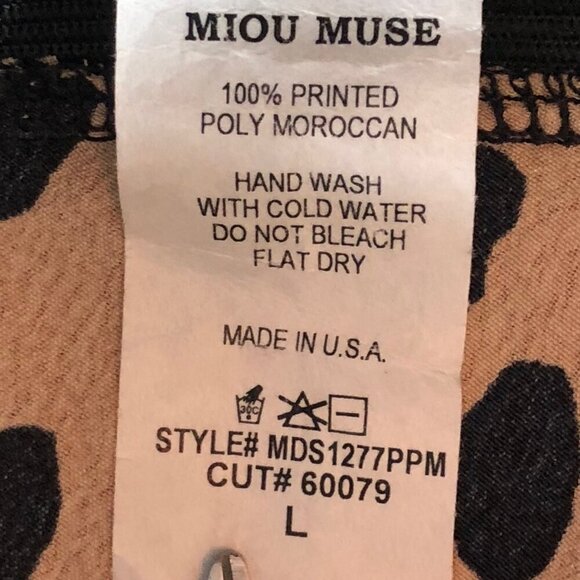 MIOU MUSE
100% PRINTED
POLY MOROCCAN
HAND WASH
WITH COLD WATER
DO NOT BLEACH
FLAT DRY
MADE IN U.S.A.
30C
STYLE# MDS1277PPM
CUT# 60079
L